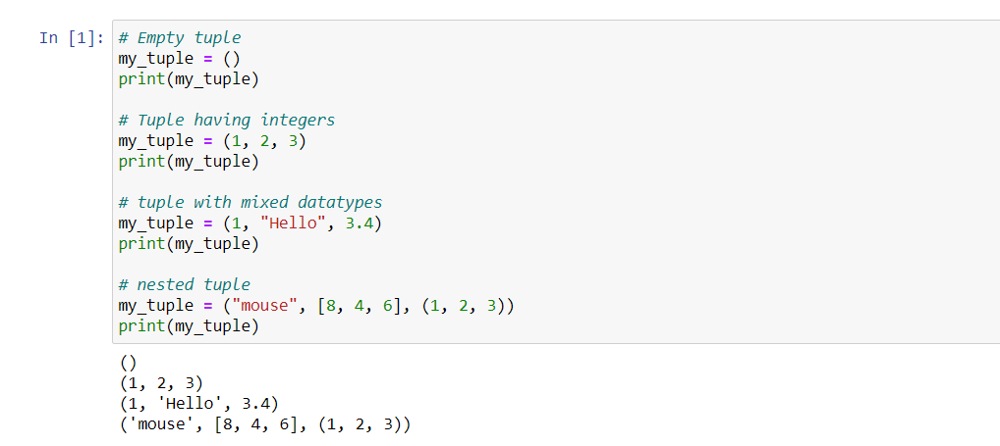 In [1]: # Empty tuple
my_tuple = ()
print(my_tuple)
# Tuple having integers
my_tuple = (1, 2, 3)
print(my_tuple)
# tuple with mixed datatypes
my_tuple = (1, "Hello", 3.4)
print(my_tuple)
# nested tuple
my_tuple = ("mouse", [8, 4, 6], (1, 2, 3))
print(my_tuple)
()
(1, 2, 3)
(1, 'Hello', 3.4)
('mouse', [8, 4, 6], (1, 2, 3))